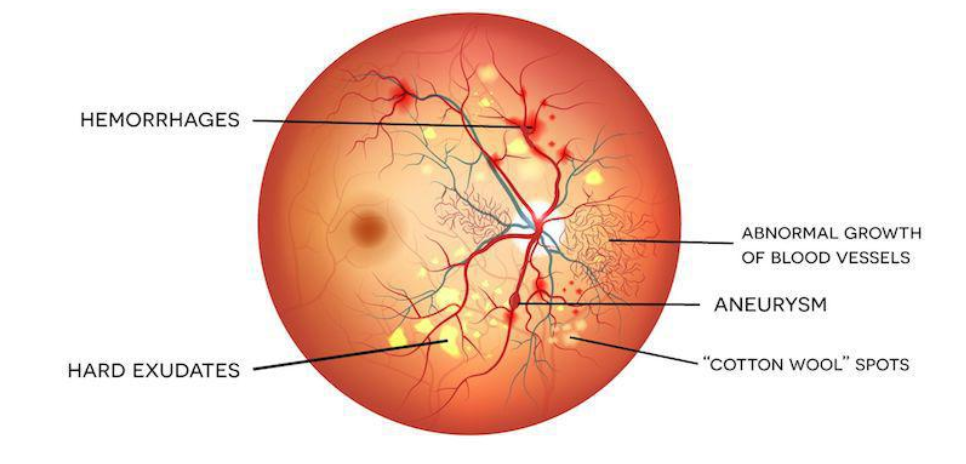 HEMORRHAGES
ABNORMAL GROWTH
OF BLOOD VESSELS
ANEURYSM
"COTTON WOOL" SPOTS
HARD EXUDATES